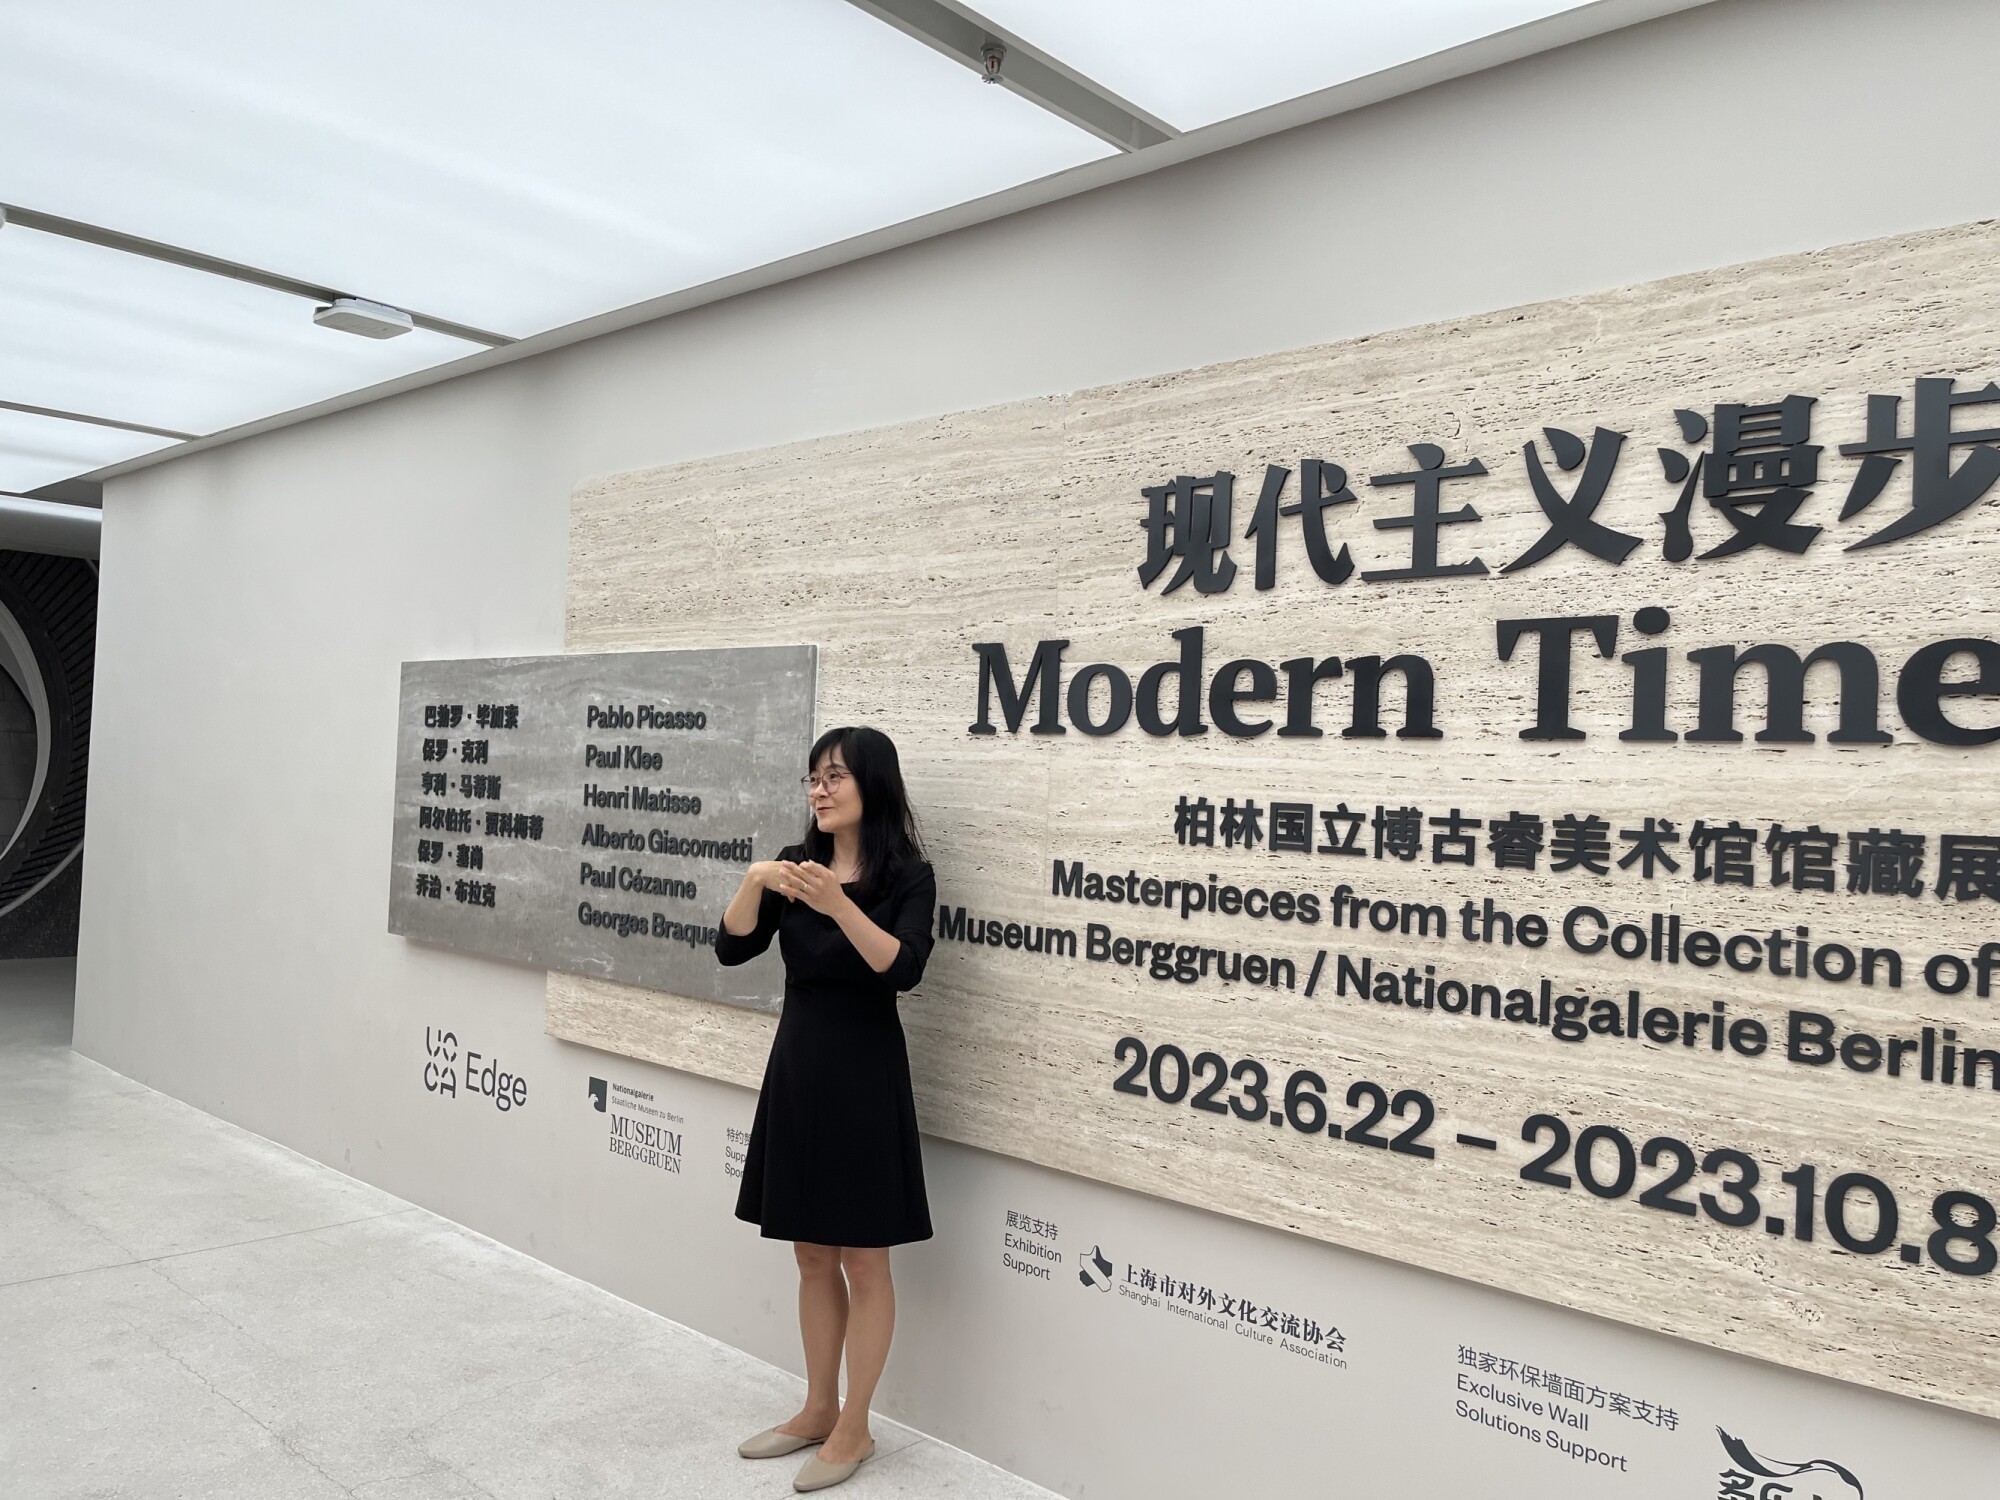 现代主义漫步
Modern Time
柏林国立博古睿美术馆馆藏展
Masterpieces from the Collection of
Museum Berggruen / Nationalgalerie Berlin
2023.6.22 – 2023.10.8
巴勃罗·毕加索 Pablo Picasso
保罗·克利 Paul Klee
亨利·马蒂斯 Henri Matisse
阿尔伯托·贾科梅蒂 Alberto Giacometti
保罗·塞尚 Paul Cézanne
乔治·布拉克 Georges Braque
UCCA Edge
Nationalgalerie
Staatliche Museen zu Berlin
MUSEUM
BERGGRUEN
特约
Supp
Spon
展览支持
Exhibition
Support
上海市对外文化交流协会
Shanghai International Culture Association
独家环保墙面方案支持
Exclusive Wall
Solutions Support